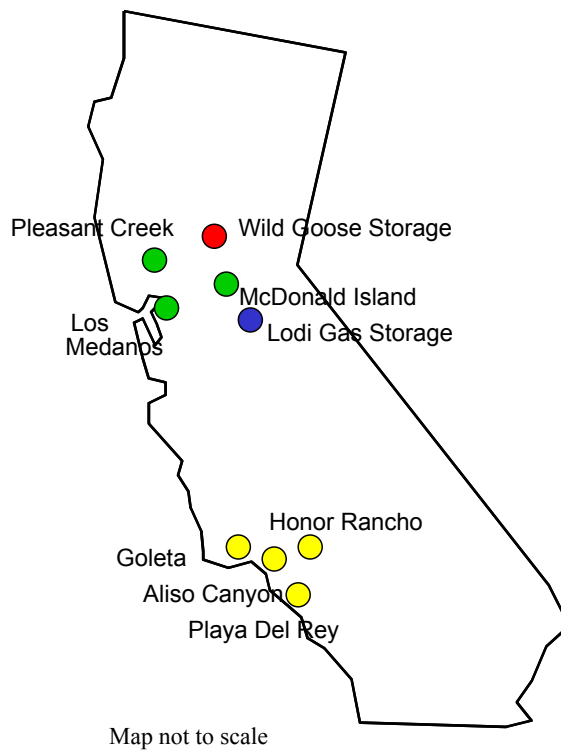 Pleasant Creek
Wild Goose Storage
McDonald Island
Los
Medanos
Lodi Gas Storage
Honor Rancho
Goleta
Aliso Canyon
Playa Del Rey
Map not to scale